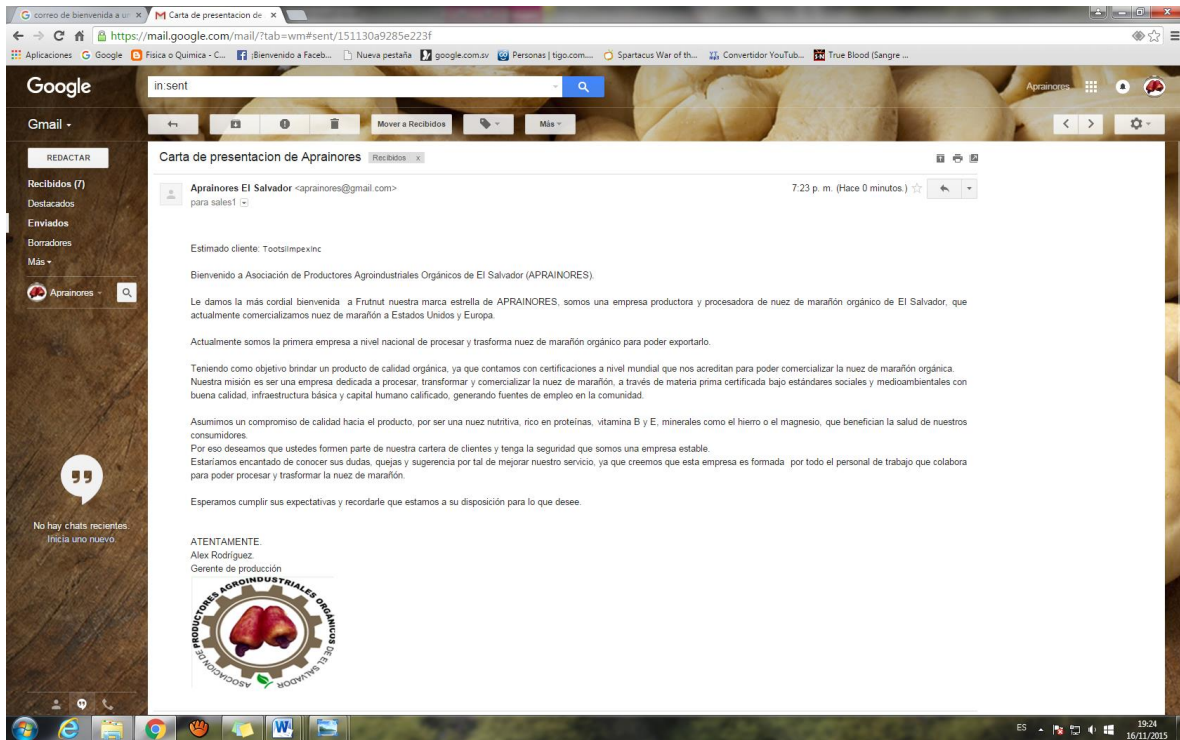 correo de bienvenida a ur
Carta de presentacion de
https://mail.google.com/mail/?tab=wm#sent/151130a9285e223f
Aplicaciones Google Fisica o Quimica - C... :Bienvenido a Faceb... Nueva pestaña google.com.sv Personas | tigo.com.... Spartacus War of th... Convertidor YouTub... True Blood (Sangre ...
Google
in:sent
Aprainores
Gmail
Mover a Recibidos
Más
REDACTAR
Recibidos (7)
Destacados
Enviados
Borradores
Más
Aprainores
No hay chats recientes.
Inicia uno nuevo.
Carta de presentacion de Aprainores Recibidos x
Aprainores El Salvador <aprainores@gmail.com>
7:23 p. m. (Hace 0 minutos.)
para sales1
Estimado cliente: TootsiImpexInc
Bienvenido a Asociación de Productores Agroindustriales Orgánicos de El Salvador (APRAINORES).
Le damos la más cordial bienvenida a Frutnut nuestra marca estrella de APRAINORES, somos una empresa productora y procesadora de nuez de marañón orgánico de El Salvador, que
actualmente comercializamos nuez de marañón a Estados Unidos y Europa.
Actualmente somos la primera empresa a nivel nacional de procesar y trasforma nuez de marañón orgánico para poder exportarlo.
Teniendo como objetivo brindar un producto de calidad orgánica, ya que contamos con certificaciones a nivel mundial que nos acreditan para poder comercializar la nuez de marañón orgánica.
Nuestra misión es ser una empresa dedicada a procesar, transformar y comercializar la nuez de marañón, a través de materia prima certificada bajo estándares sociales y medioambientales con
buena calidad, infraestructura básica y capital humano calificado, generando fuentes de empleo en la comunidad.
Asumimos un compromiso de calidad hacia el producto, por ser una nuez nutritiva, rico en proteínas, vitamina B y E, minerales como el hierro o el magnesio, que benefician la salud de nuestros
consumidores.
Por eso deseamos que ustedes formen parte de nuestra cartera de clientes y tenga la seguridad que somos una empresa estable.
Estaríamos encantado de conocer sus dudas, quejas y sugerencia por tal de mejorar nuestro servicio, ya que creemos que esta empresa es formada por todo el personal de trabajo que colabora
para poder procesar y trasformar la nuez de marañón.
Esperamos cumplir sus expectativas y recordarle que estamos a su disposición para lo que desee.
ATENTAMENTE.
Alex Rodríguez.
Gerente de producción
ASOCIACION DE PRODUCTORES AGROINDUSTRIALES ORGÁNICOS DE EL SALVADOR
ES
19:24
16/11/2015